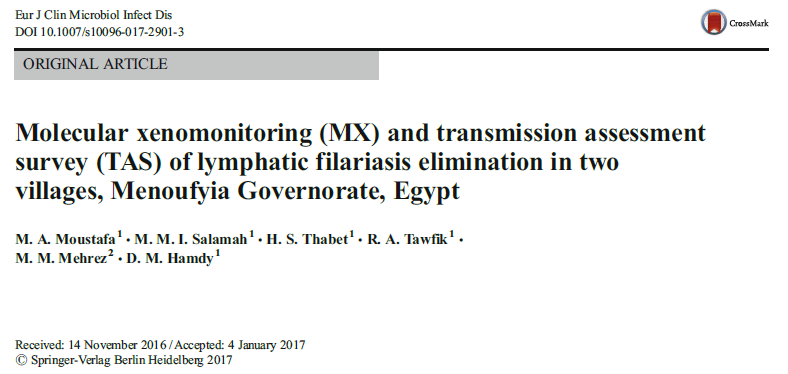 Eur J Clin Microbiol Infect Dis
DOI 10.1007/s10096-017-2901-3
CrossMark
ORIGINAL ARTICLE
Molecular xenomonitoring (MX) and transmission assessment
survey (TAS) of lymphatic filariasis elimination in two
villages, Menoufyia Governorate, Egypt
M. A. Moustafa1 • M. M. I. Salamah1 • H. S. Thabet1 • R. A. Tawfik1 •
M. M. Mehrez2 • D. M. Hamdy1
Received: 14 November 2016 / Accepted: 4 January 2017
© Springer-Verlag Berlin Heidelberg 2017